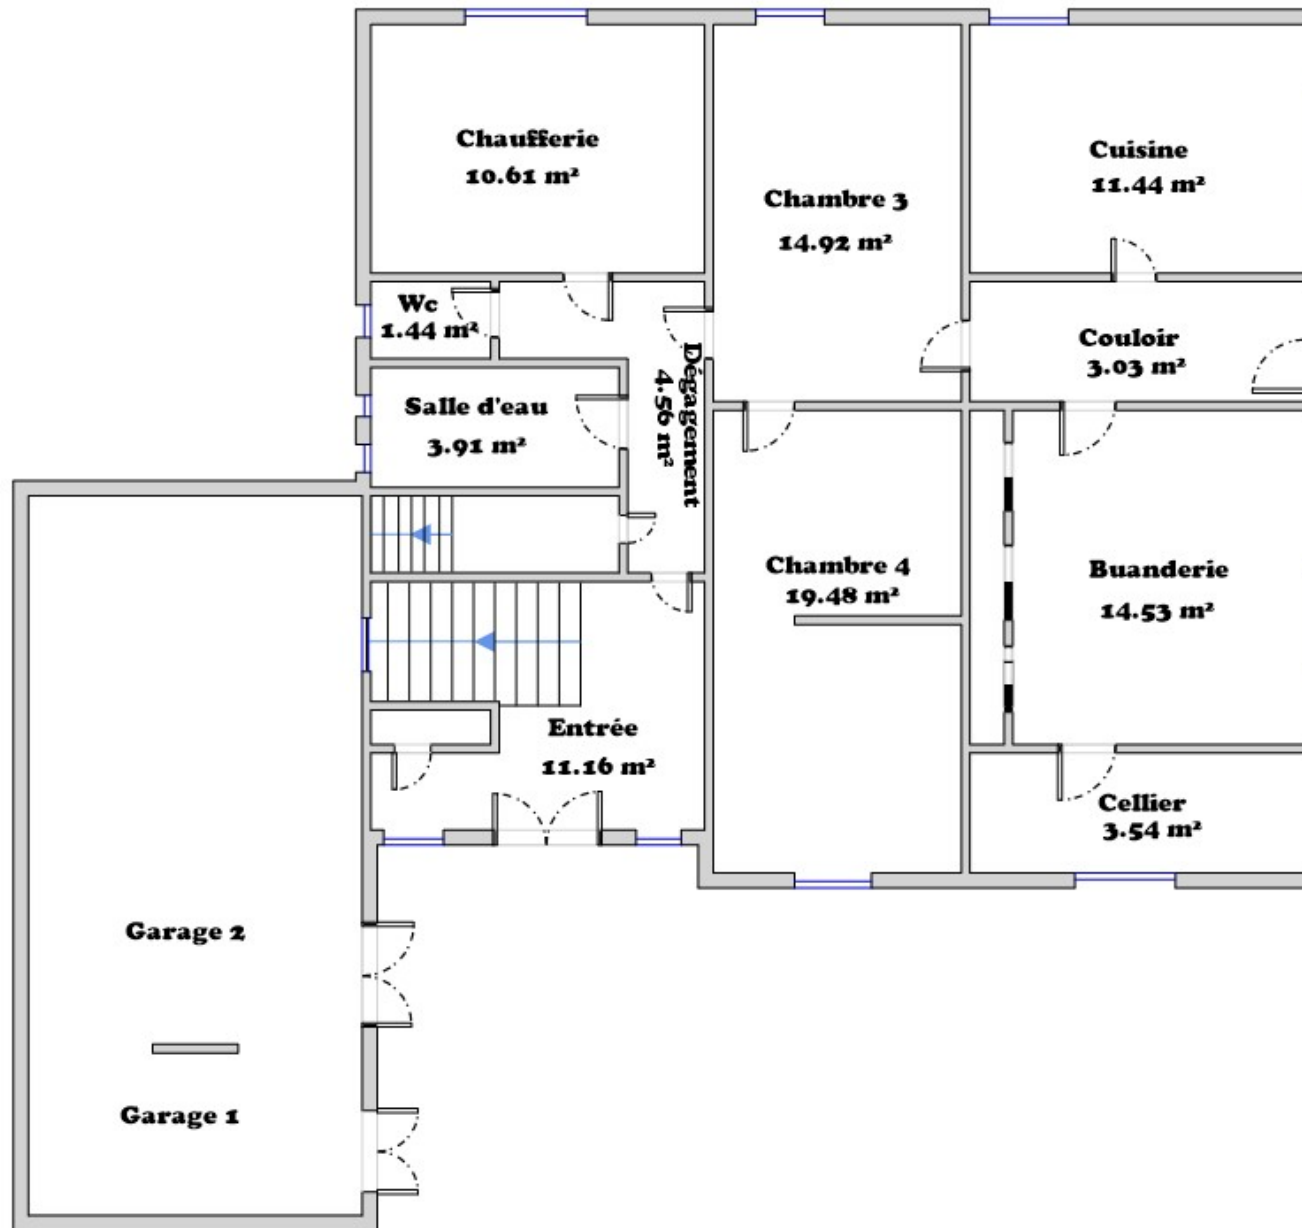 Chaufferie
10.61 m²
Chambre 3
14.92 m²
Cuisine
11.44 m²
Wc
1.44 m²
Dégagement
4.56 m²
Couloir
3.03 m²
Salle d'eau
3.91 m²
Chambre 4
19.48 m²
Buanderie
14.53 m²
Entrée
11.16 m²
Cellier
3.54 m²
Garage 2
Garage 1